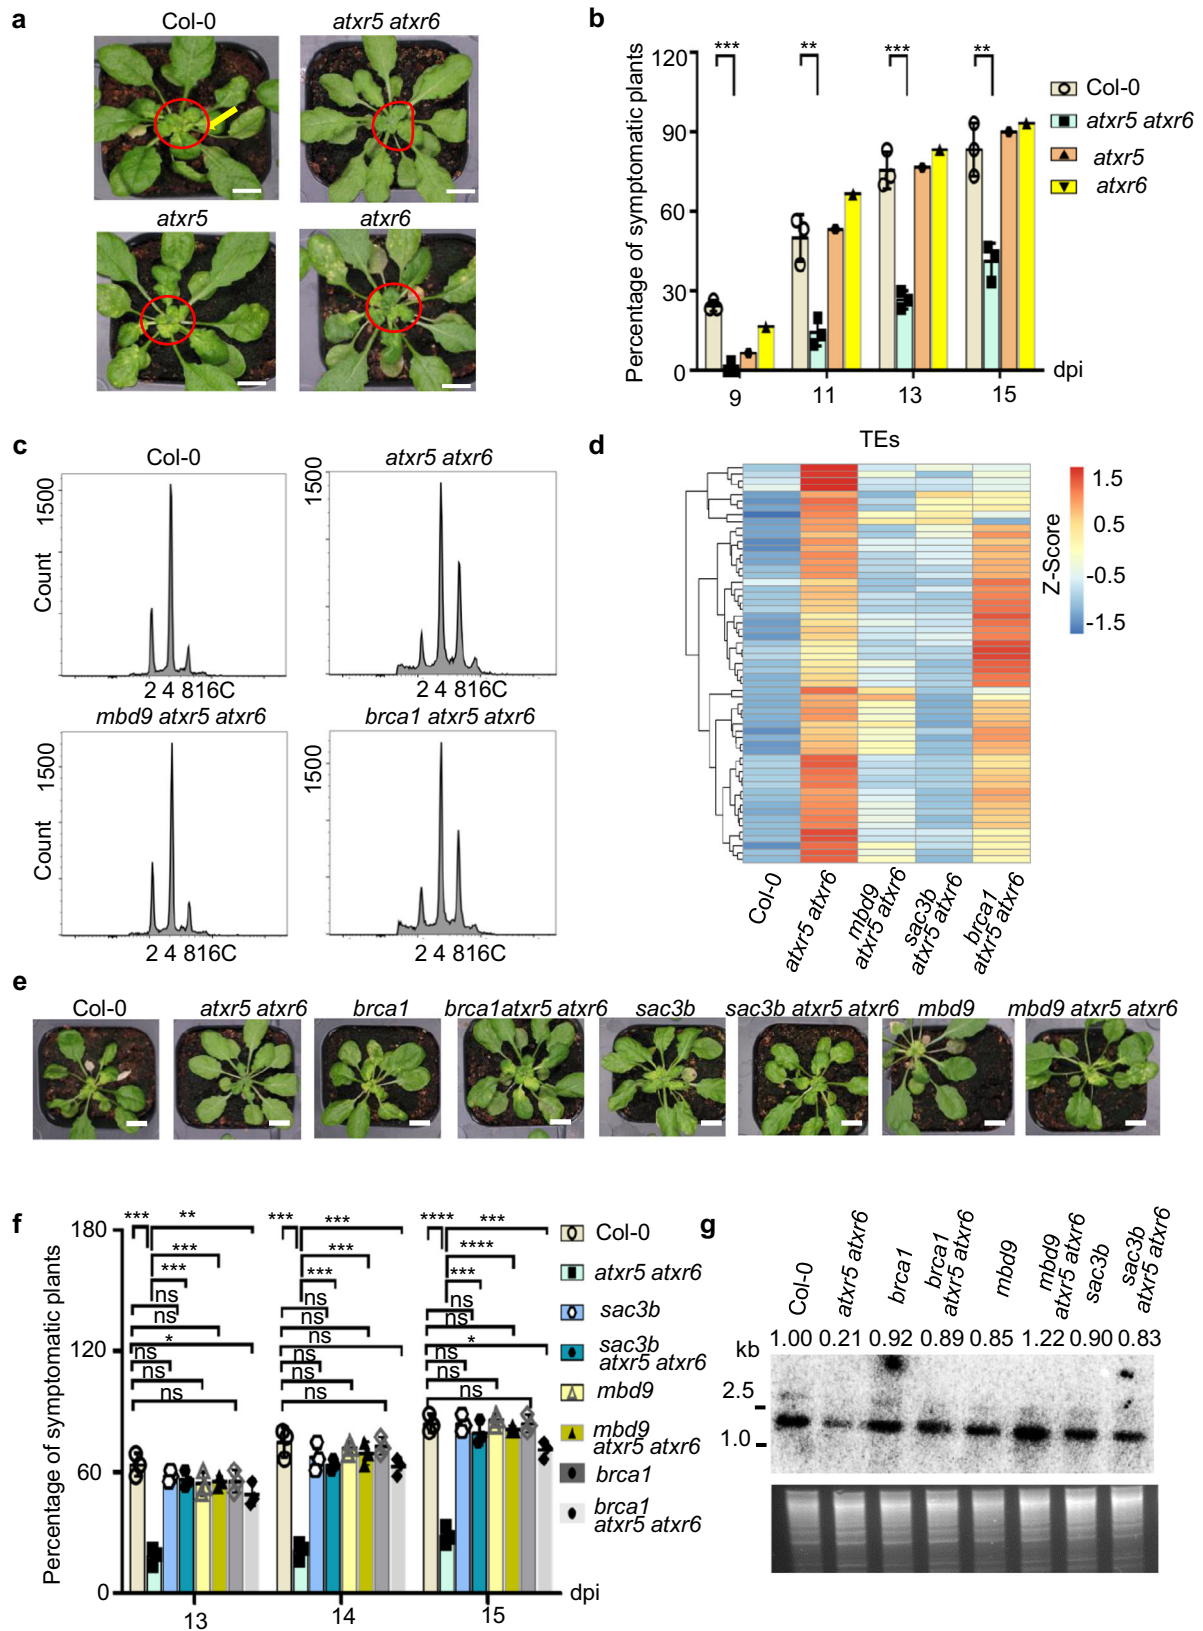 a
Col-0
atxr5 atxr6
atxr5
atxr6
b
Percentage of symptomatic plants
120
90
60
30
0
***
**
***
**
9
11
13
15
dpi
Col-0
atxr5 atxr6
atxr5
atxr6
c
Col-0
atxr5 atxr6
1500
Count
2 4 816C
1500
2 4 816C
mbd9 atxr5 atxr6
brca1 atxr5 atxr6
1500
Count
2 4 816C
1500
2 4 816C
d
TEs
1.5
0.5
-0.5
-1.5
Z-Score
Col-0
atxr5 atxr6
mbd9
atxr5 atxr6
sac3b
atxr5 atxr6
brca1
atxr5 atxr6
e
Col-0
atxr5 atxr6
brca1
brca1atxr5 atxr6
sac3b
sac3b atxr5 atxr6
mbd9
mbd9 atxr5 atxr6
f
Percentage of symptomatic plants
180
120
60
0
*** **
***
***
ns
ns
*
ns
ns
ns
*** ***
***
***
ns
ns
ns
ns
ns
ns
**** ***
****
***
ns
ns
*
ns
ns
ns
13
14
15
dpi
Col-0
atxr5 atxr6
sac3b
sac3b
atxr5 atxr6
mbd9
mbd9
atxr5 atxr6
brca1
brca1
atxr5 atxr6
g
Col-0
atxr5 atxr6
brca1
brca1
atxr5 atxr6
mbd9
mbd9
atxr5 atxr6
sac3b
sac3b
atxr5 atxr6
1.00 0.21 0.92 0.89 0.85 1.22 0.90 0.83
kb
2.5
1.0